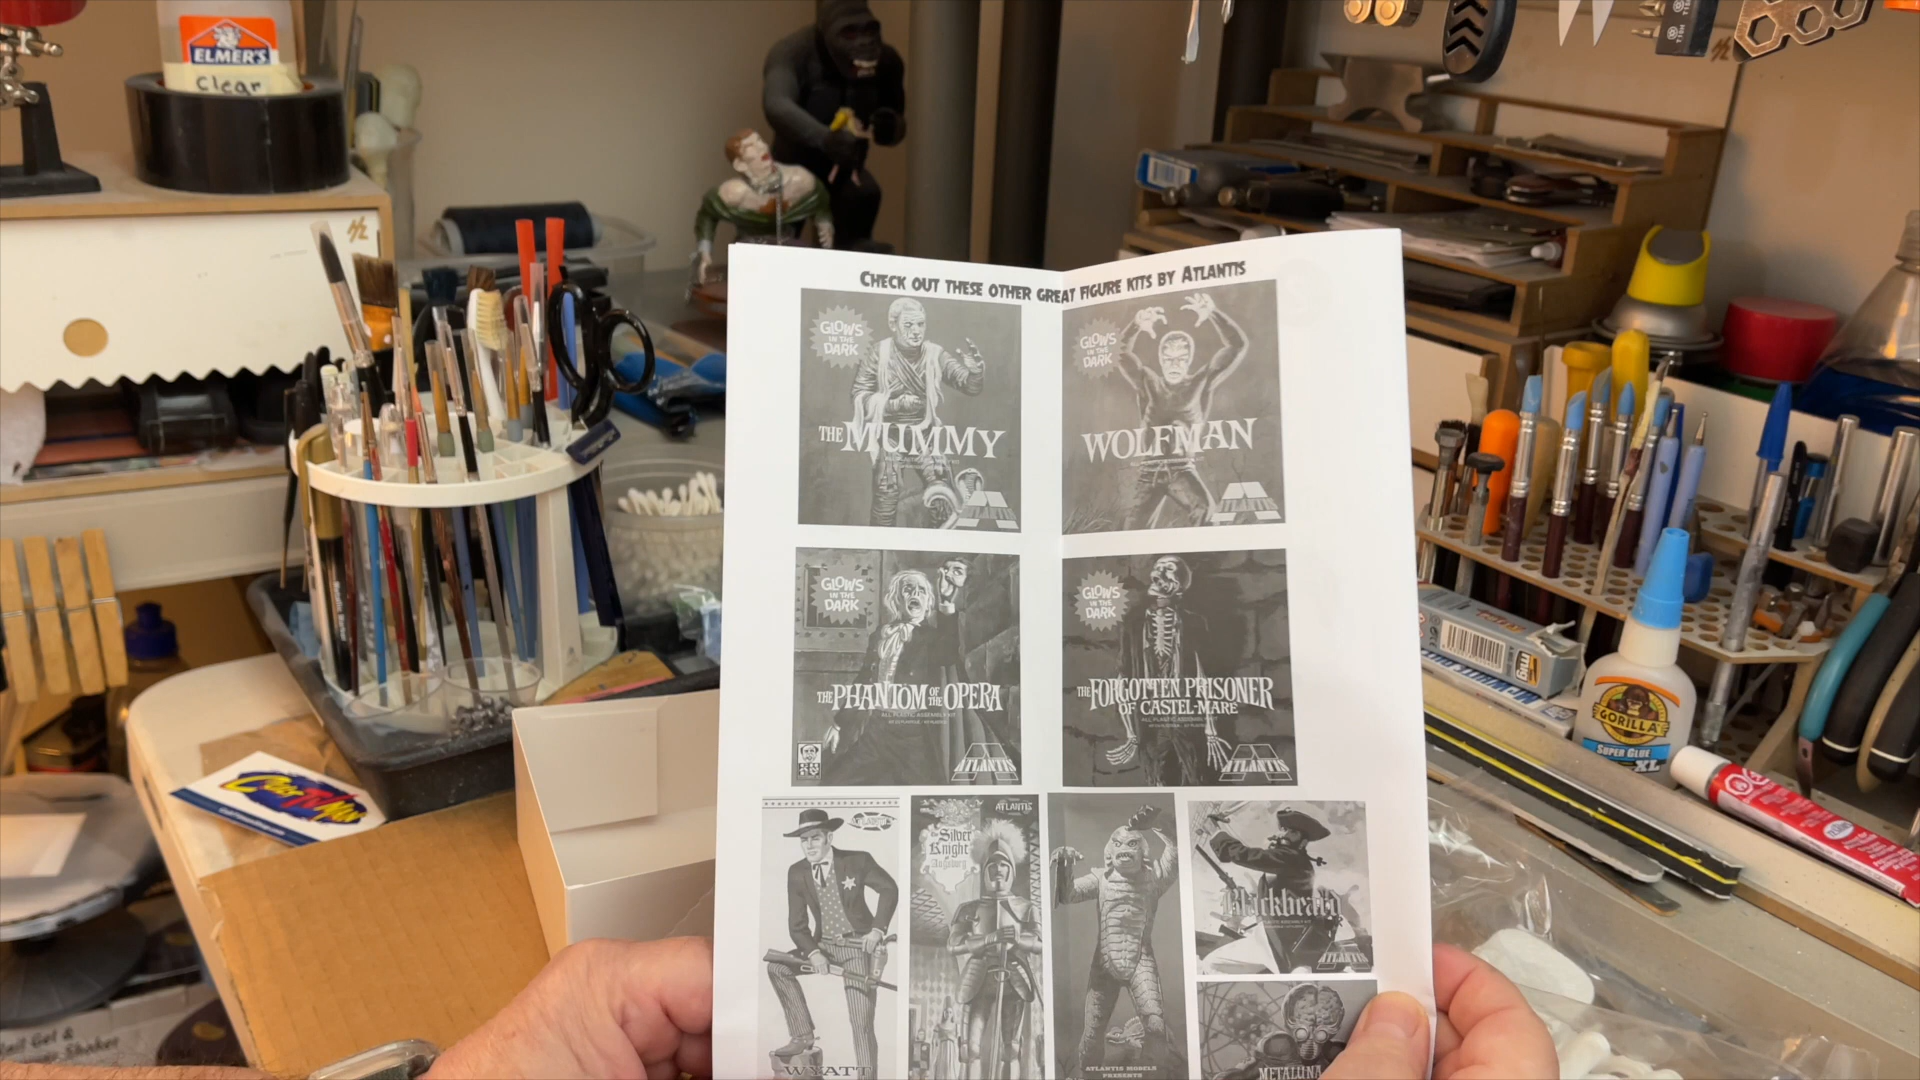 ELMER'S
Clear
CHECK OUT THESE OTHER GREAT FIGURE KITS BY ATLANTIS
GLOWS
IN THE
DARK
THE MUMMY
GLOWS
IN THE
DARK
WOLFMAN
GLOWS
IN THE
DARK
THE PHANTOM OF THE OPERA
ALL PLASTIC ASSEMBLY KIT
ATLANTIS
GLOWS
IN THE
DARK
THE FORGOTTEN PRISONER
OF CASTEL-MARE
ALL PLASTIC ASSEMBLY KIT
ATLANTIS
WYATT
ATLANTIS
The Silver
Knight
of Augsburg
ATLANTIS MODELS
PRESENTS
Blackbeard
ATLANTIS
METALUNA
GORILLA
SUPER GLUE
XL